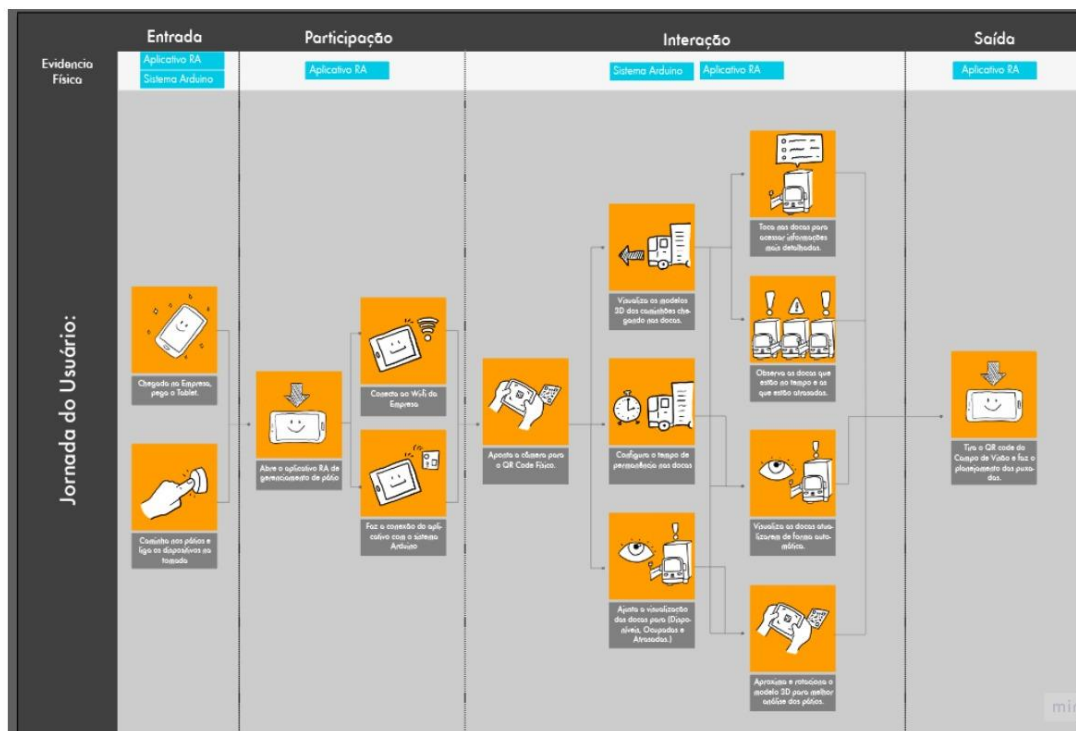 Entrada
Participação
Interação
Saída
Evidencia
Física
Aplicativo RA
Sistema Arduino
Aplicativo RA
Sistema Arduino
Aplicativo RA
Aplicativo RA
Jornada do Usuário:
Chegada na Empresa,
pega o Tablet.
Caminha nos pátios e
liga os dispositivos na
tomada
Abre o aplicativo RA de
gerenciamento de pátio
Conecta ao Wi-Fi da
Empresa
Faz a conexão do apli-
cativo com o sistema
Arduino
Aponta a câmera para
o QR Code Físico.
Visualiza os modelos
3D dos caminhões che-
gando nas docas.
Configura o tempo de
permanência nas docas
Ajusta a visualização
das docas para (Dispo-
níveis, Ocupadas e
Atrasadas.)
Toca nas docas para
acessar informações
mais detalhadas.
Observa as docas que
estão no tempo e as
que estão atrasadas.
Visualiza as docas atua-
lizarem de forma auto-
mática.
Aproxima e rotaciona o
modelo 3D para melhor
análise dos pátios.
Tira o QR code do
Campo de Visão e faz o
planejamento das puxa-
das.